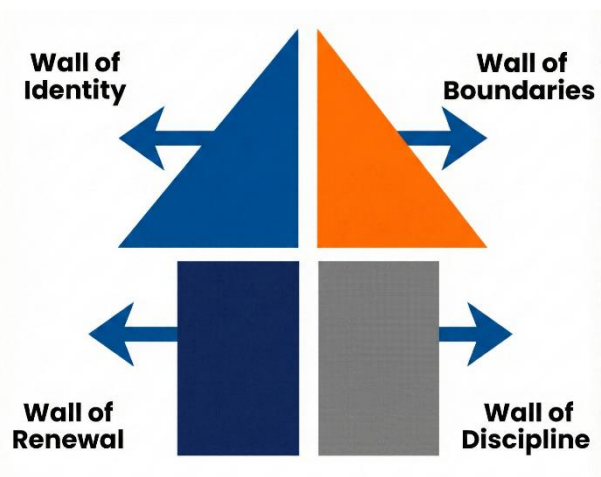 Wall of
Identity
Wall of
Boundaries
Wall of
Renewal
Wall of
Discipline